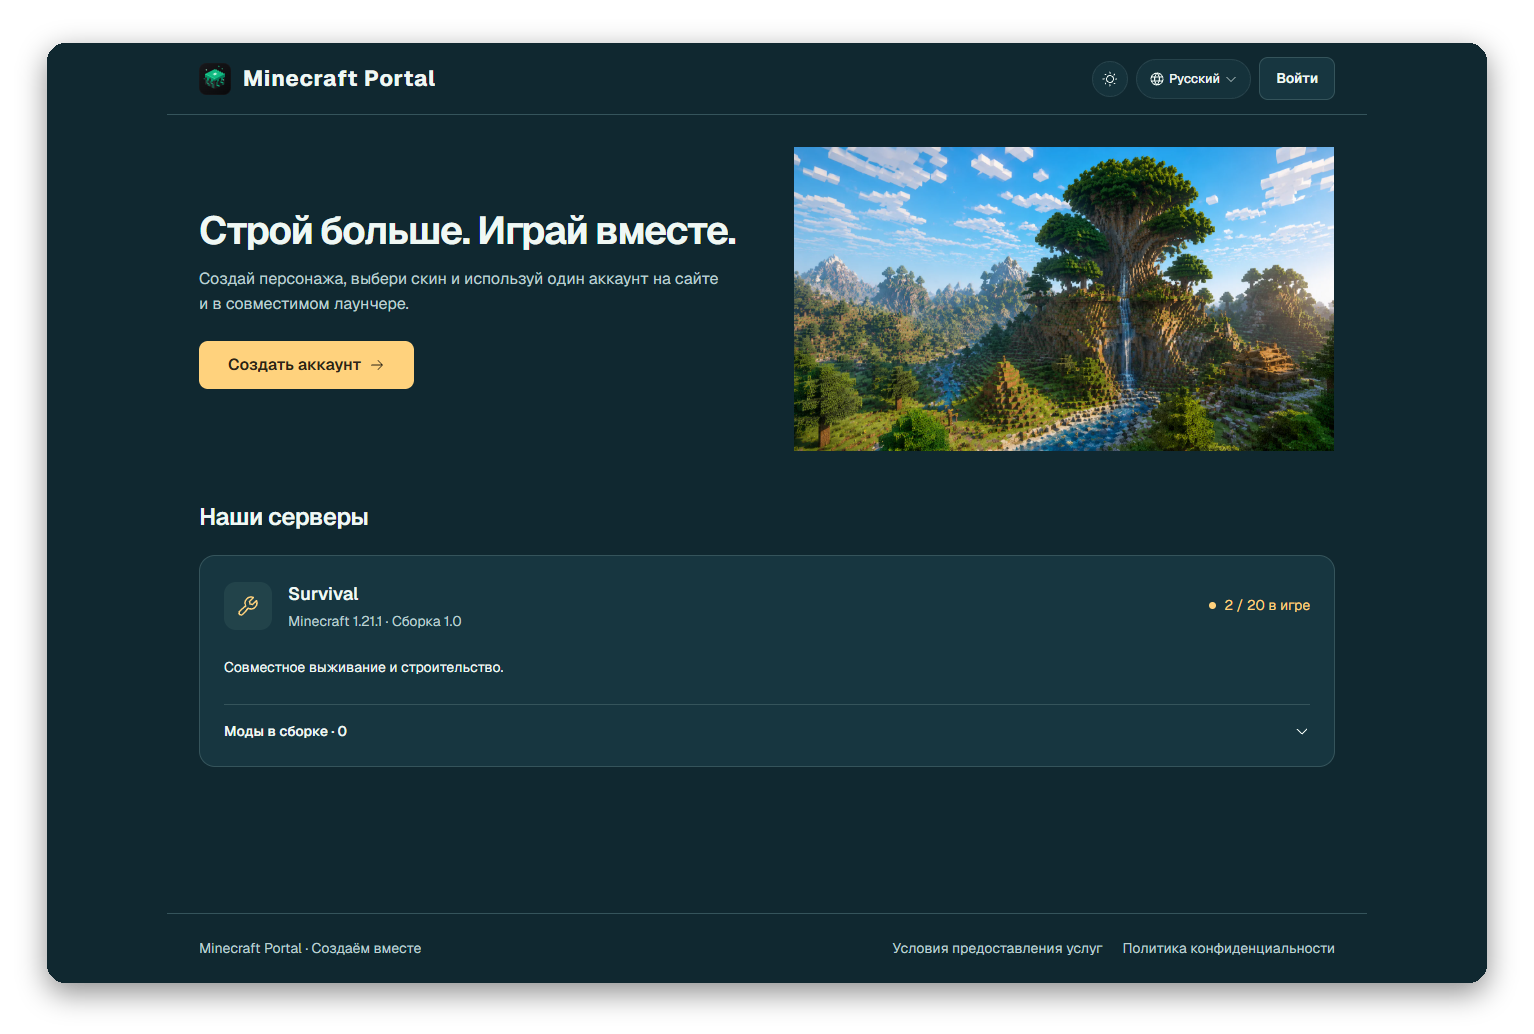 Minecraft Portal
Русский
Войти
Строй больше. Играй вместе.
Создай персонажа, выбери скин и используй один аккаунт на сайте
и в совместимом лаунчере.
Создать аккаунт →
Наши серверы
Survival
Minecraft 1.21.1 · Сборка 1.0
2 / 20 в игре
Совместное выживание и строительство.
Моды в сборке · 0
Minecraft Portal · Создаём вместе
Условия предоставления услуг
Политика конфиденциальности